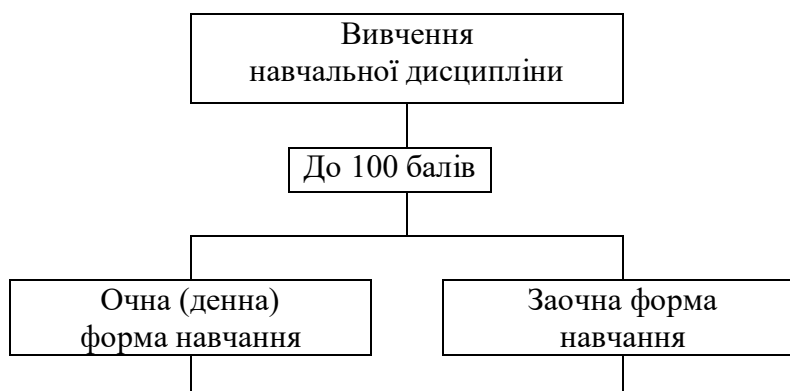 Вивчення
навчальної дисципліни
До 100 балів
Очна (денна)
форма навчання
Заочна форма
навчання